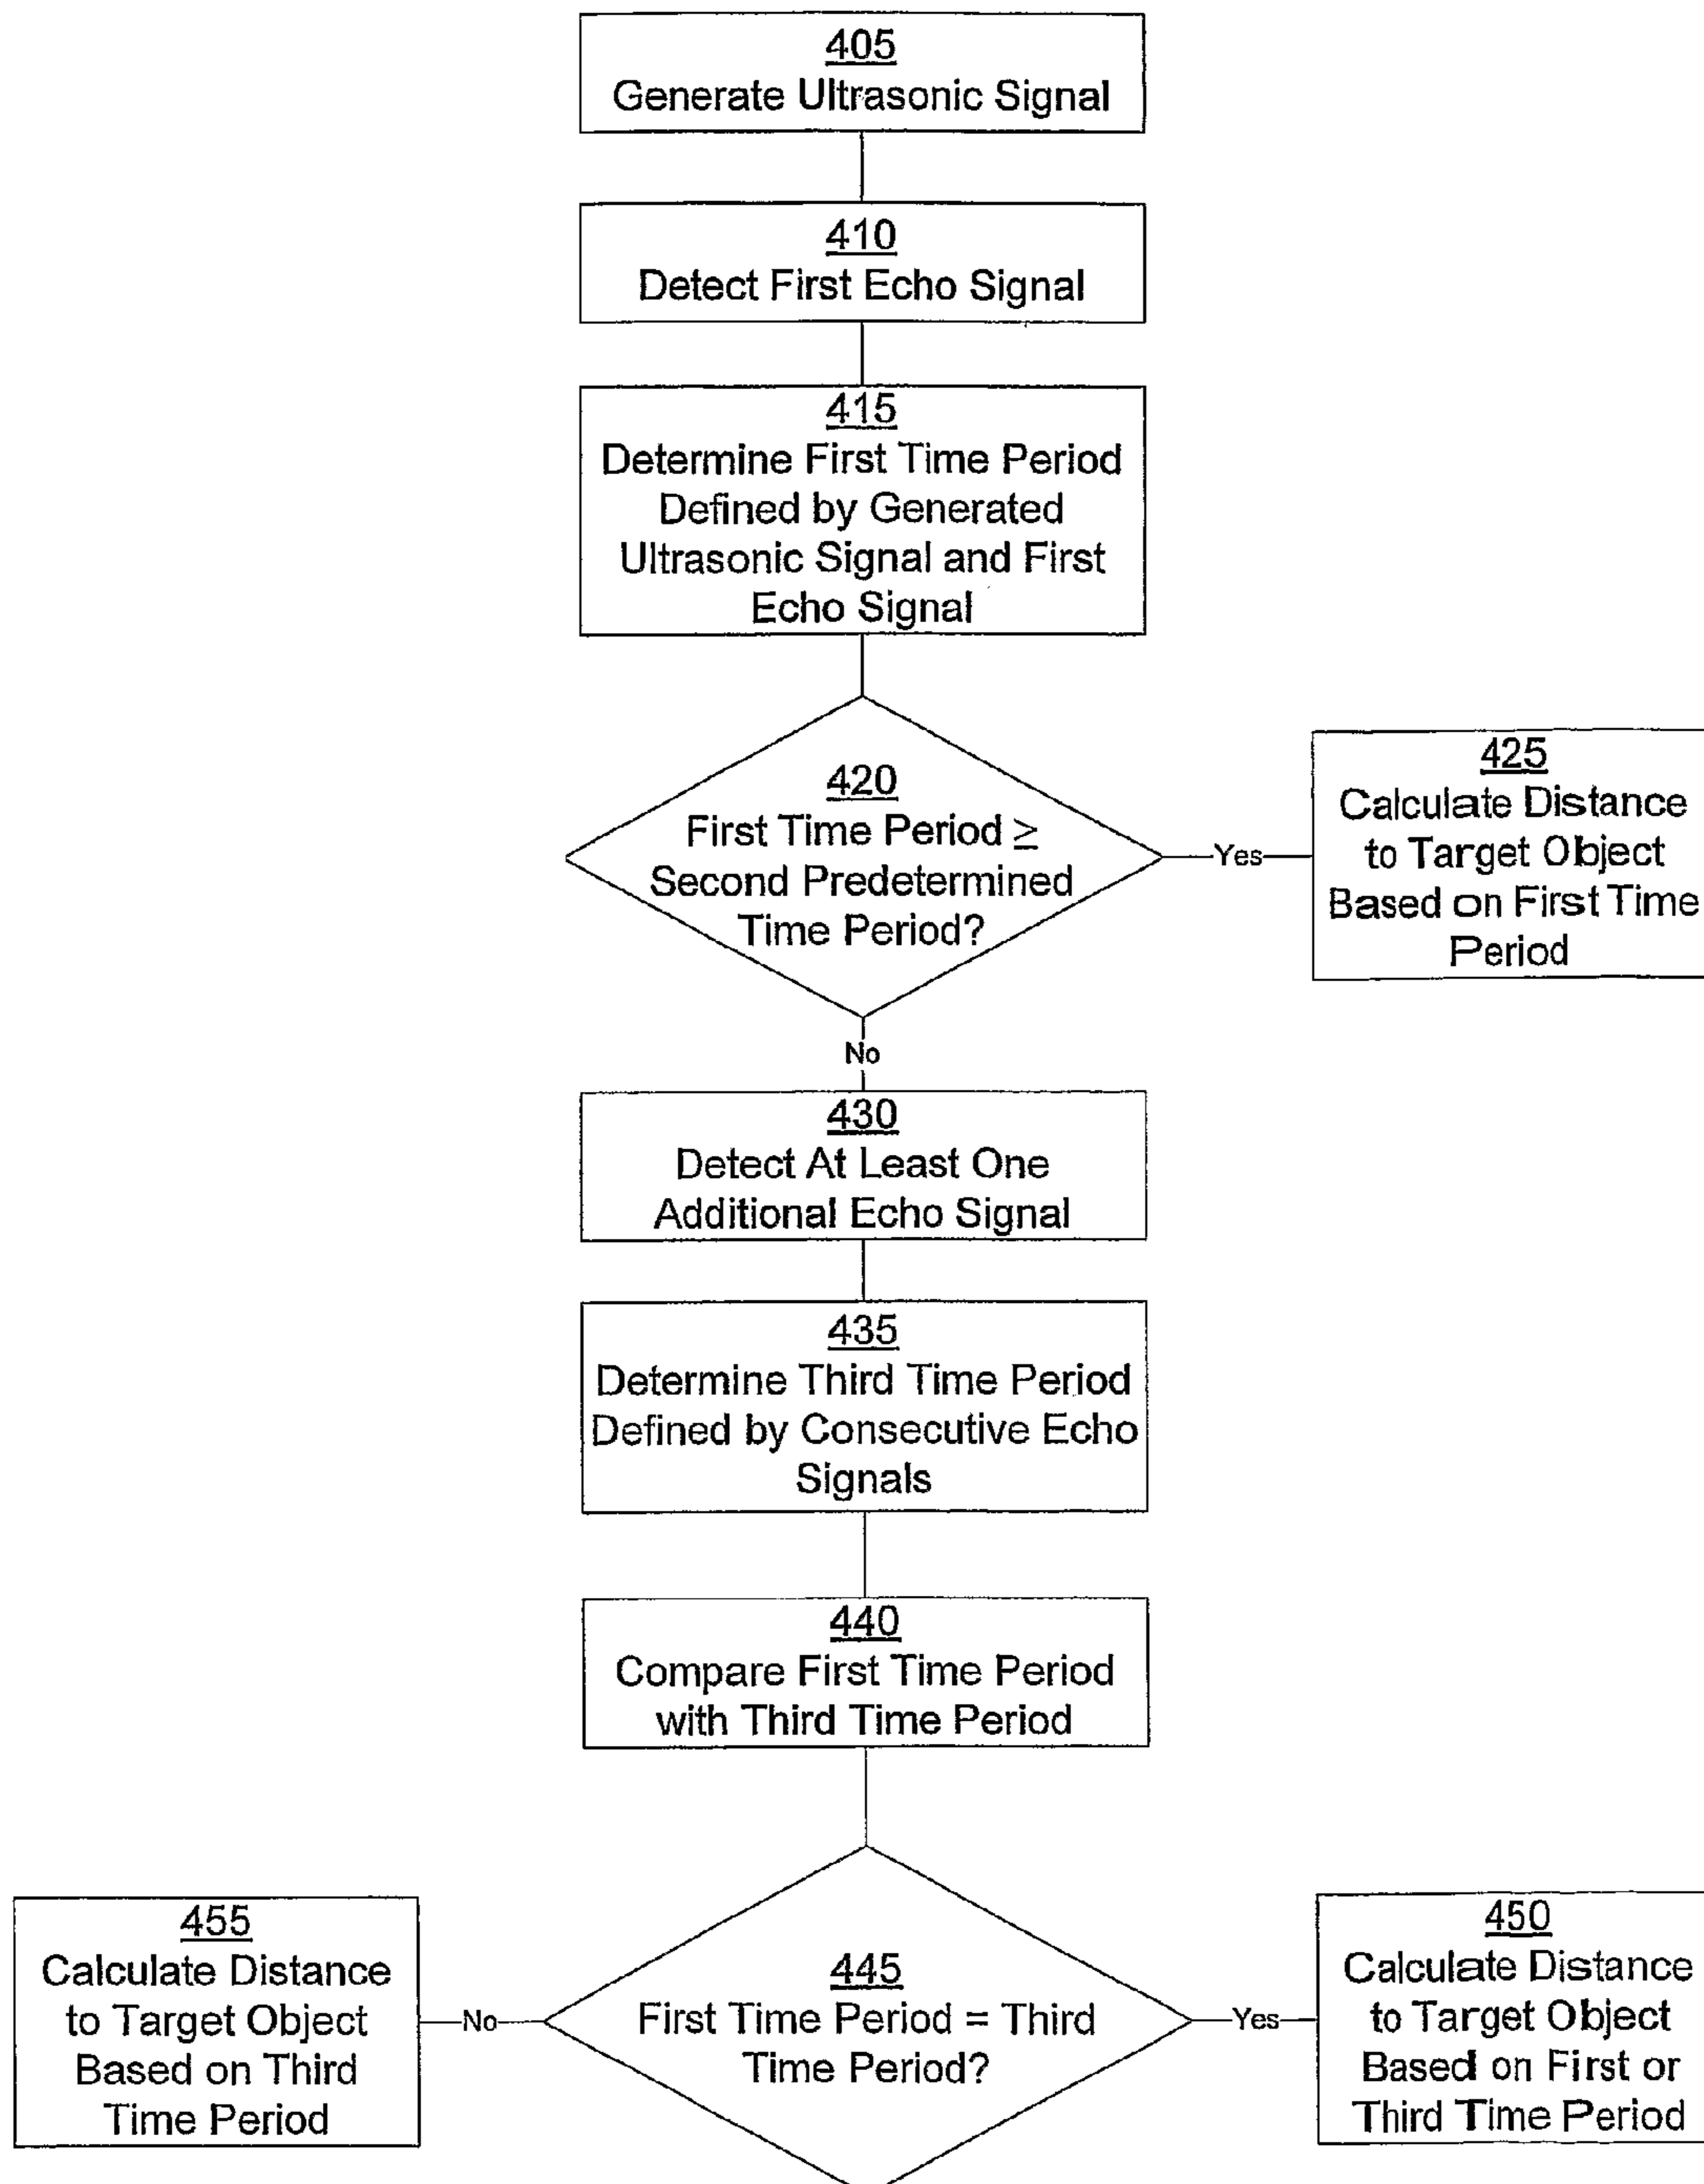 405
Generate Ultrasonic Signal
410
Detect First Echo Signal
415
Determine First Time Period
Defined by Generated
Ultrasonic Signal and First
Echo Signal
420
First Time Period ≥
Second Predetermined
Time Period?
Yes
425
Calculate Distance
to Target Object
Based on First Time
Period
No
430
Detect At Least One
Additional Echo Signal
435
Determine Third Time Period
Defined by Consecutive Echo
Signals
440
Compare First Time Period
with Third Time Period
445
First Time Period = Third
Time Period?
No
455
Calculate Distance
to Target Object
Based on Third
Time Period
Yes
450
Calculate Distance
to Target Object
Based on First or
Third Time Period